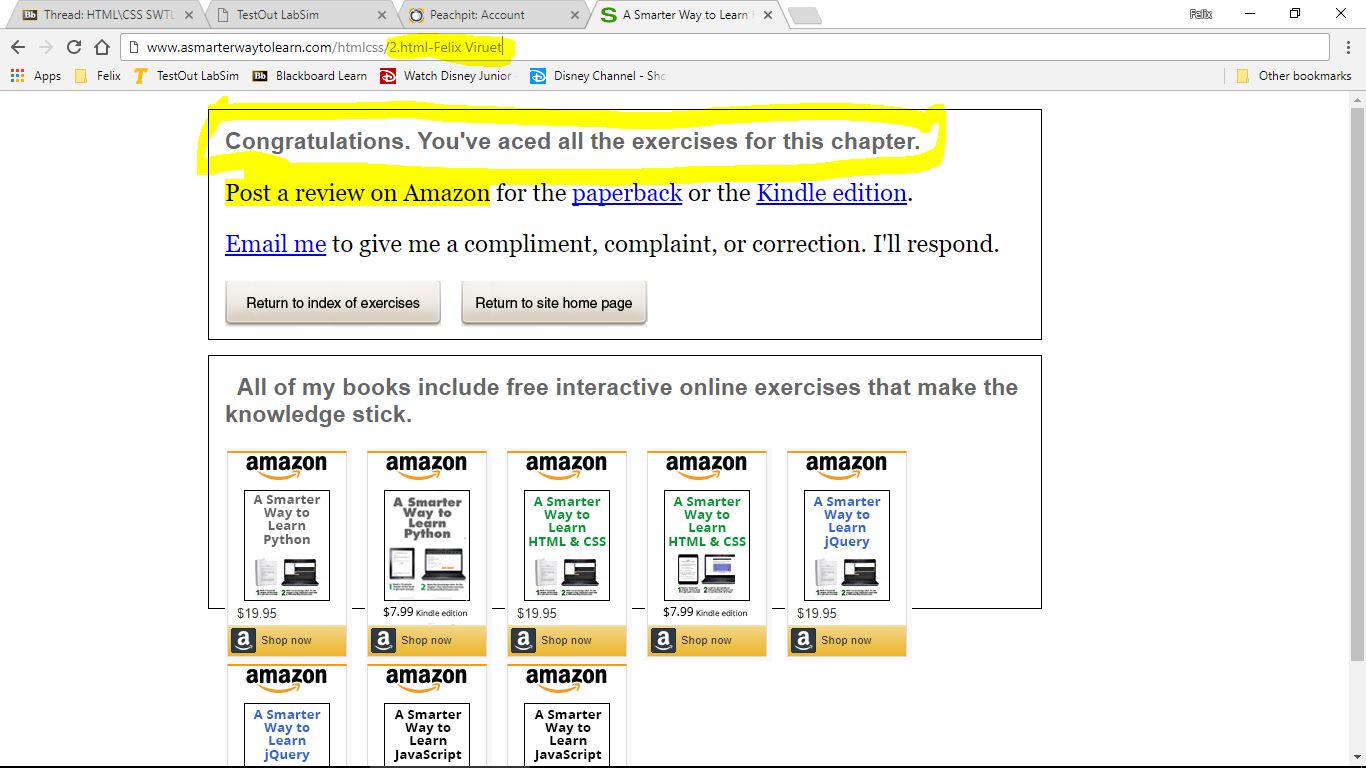 Bb Thread: HTML\CSS SWTL
TestOut LabSim
Peachpit: Account
A Smarter Way to Learn
Felix
www.asmarterwaytolearn.com/htmlcss/2.html-Felix Viruet
Apps
Felix
TestOut LabSim
Bb Blackboard Learn
Watch Disney Junior
Disney Channel - Sho
Other bookmarks
Congratulations. You've aced all the exercises for this chapter.
Post a review on Amazon for the paperback or the Kindle edition.
Email me to give me a compliment, complaint, or correction. I'll respond.
Return to index of exercises
Return to site home page
All of my books include free interactive online exercises that make the
knowledge stick.
amazon
A Smarter
Way to
Learn
Python
$19.95
Shop now
amazon
A Smarter
Way to
Learn
Python
$7.99 Kindle edition
Shop now
amazon
A Smarter
Way to
Learn
HTML & CSS
$19.95
Shop now
amazon
A Smarter
Way to
Learn
HTML & CSS
$7.99 Kindle edition
Shop now
amazon
A Smarter
Way to
Learn
jQuery
$19.95
Shop now
amazon
A Smarter
Way to
Learn
jQuery
amazon
A Smarter
Way to
Learn
JavaScript
amazon
A Smarter
Way to
Learn
JavaScript